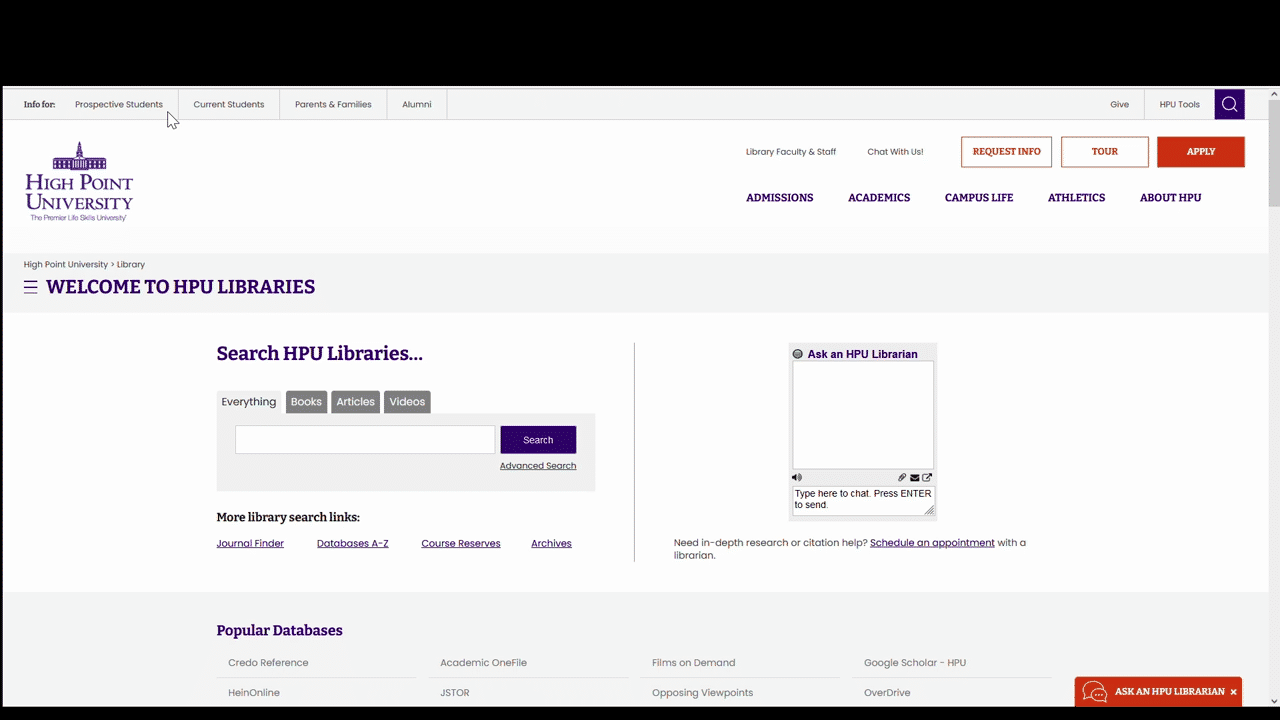 Info for: Prospective Students Current Students Parents & Families Alumni Give HPU Tools
HIGH POINT
UNIVERSITY
The Premier Life Skills University®
Library Faculty & Staff Chat With Us! REQUEST INFO TOUR APPLY
ADMISSIONS ACADEMICS CAMPUS LIFE ATHLETICS ABOUT HPU
High Point University > Library
WELCOME TO HPU LIBRARIES
Search HPU Libraries...
Everything Books Articles Videos
Search
Advanced Search
More library search links:
Journal Finder Databases A-Z Course Reserves Archives
Ask an HPU Librarian
Type here to chat. Press ENTER
to send.
Need in-depth research or citation help? Schedule an appointment with a
librarian.
Popular Databases
Credo Reference Academic OneFile Films on Demand Google Scholar - HPU
HeinOnline JSTOR Opposing Viewpoints OverDrive
ASK AN HPU LIBRARIAN ×